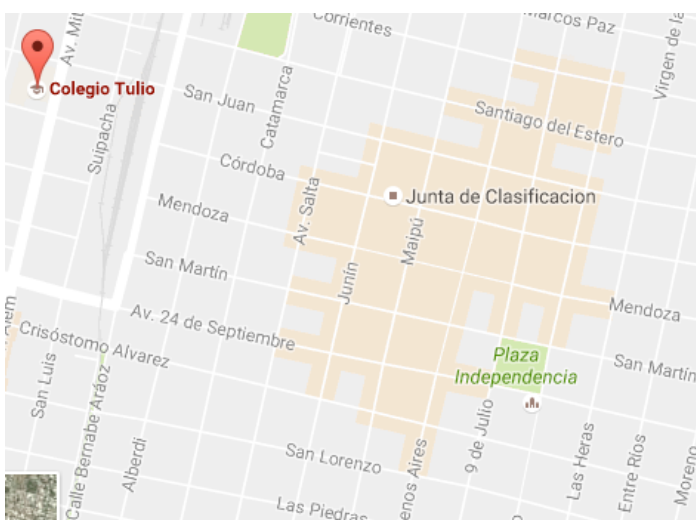 Corrientes
Marcos Paz
Virgen de la
Av. Mit
Colegio Tulio
San Juan
Catamarca
Santiago del Estero
Suipacha
Córdoba
Junta de Clasificacion
Mendoza
Av. Salta
Maipú
San Martín
Junín
Mendoza
Av. 24 de Septiembre
Alem
Crisóstomo Alvarez
Plaza
Independencia
San Martín
San Luis
Calle Bernabe Aráoz
Alberdi
San Lorenzo
enos Aires
9 de Julio
Las Heras
Entre Ríos
Moreno
Las Piedras